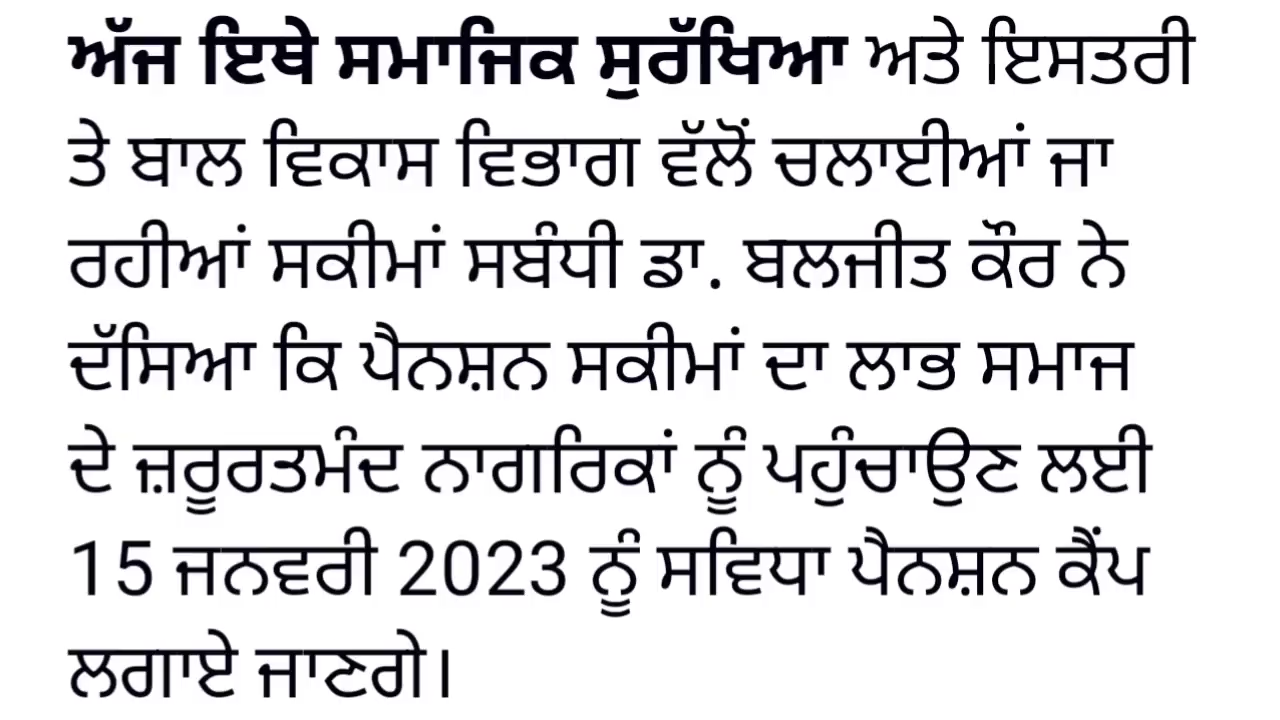 ਅੱਜ ਇਥੇ ਸਮਾਜਿਕ ਸੁਰੱਖਿਆ ਅਤੇ ਇਸਤਰੀ
ਤੇ ਬਾਲ ਵਿਕਾਸ ਵਿਭਾਗ ਵੱਲੋਂ ਚਲਾਈਆਂ ਜਾ
ਰਹੀਆਂ ਸਕੀਮਾਂ ਸਬੰਧੀ ਡਾ. ਬਲਜੀਤ ਕੌਰ ਨੇ
ਦੱਸਿਆ ਕਿ ਪੈਨਸ਼ਨ ਸਕੀਮਾਂ ਦਾ ਲਾਭ ਸਮਾਜ
ਦੇ ਜ਼ਰੂਰਤਮੰਦ ਨਾਗਰਿਕਾਂ ਨੂੰ ਪਹੁੰਚਾਉਣ ਲਈ
15 ਜਨਵਰੀ 2023 ਨੂੰ ਸਵਿਧਾ ਪੈਨਸ਼ਨ ਕੈਂਪ
ਲਗਾਏ ਜਾਣਗੇ।